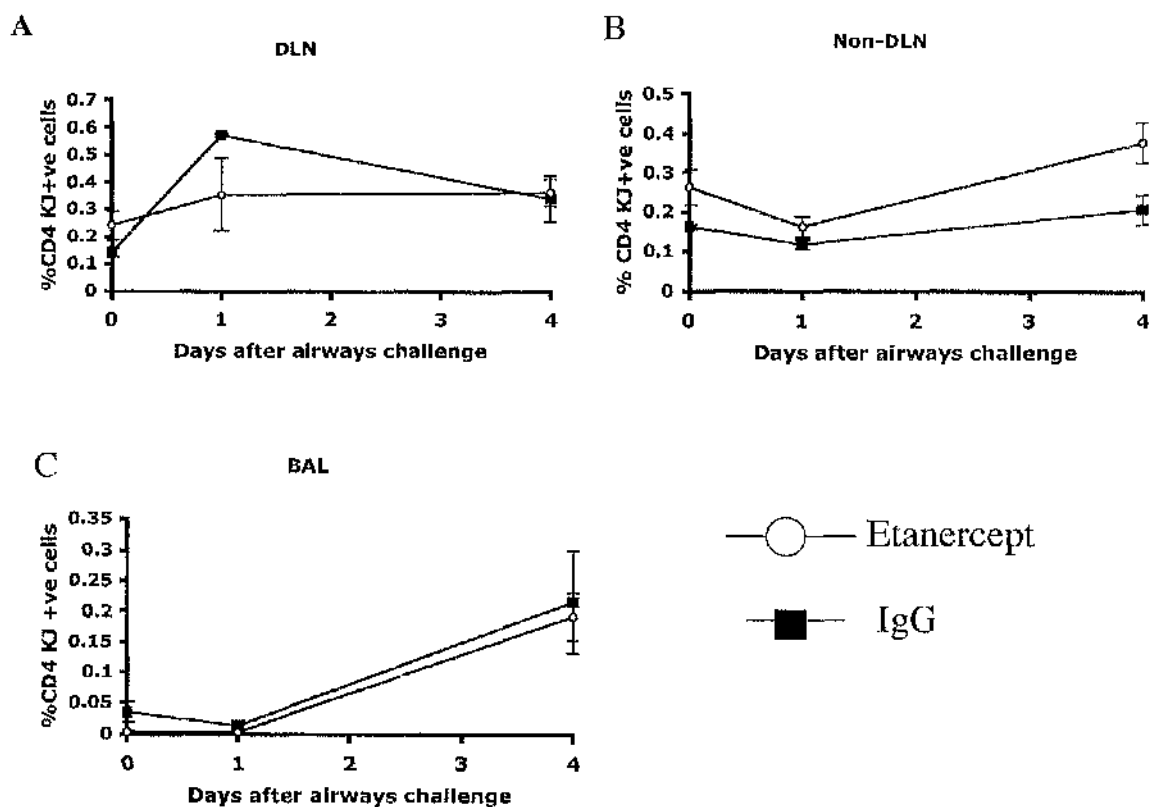 A
DLN
%CD4 KJ+ve cells
0.7
0.6
0.5
0.4
0.3
0.2
0.1
0
0 1 2 3 4
Days after airways challenge
B
Non-DLN
% CD4 KJ+ve cells
0.5
0.4
0.3
0.2
0.1
0
0 1 2 3 4
Days after airways challenge
C
BAL
%CD4 KJ +ve cells
0.35
0.3
0.25
0.2
0.15
0.1
0.05
0
0 1 2 3 4
Days after airways challenge
Etanercept
IgG